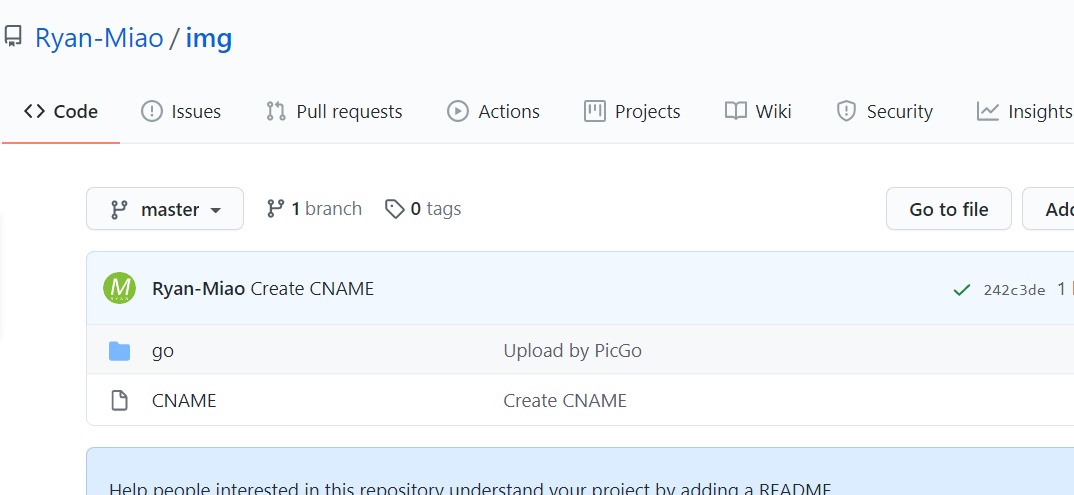 Ryan-Miao / img
Code Issues Pull requests Actions Projects Wiki Security Insights
master 1 branch 0 tags Go to file
Ryan-Miao Create CNAME 242c3de 1
go Upload by PicGo
CNAME Create CNAME
Help people interested in this repository understand your project by adding a README